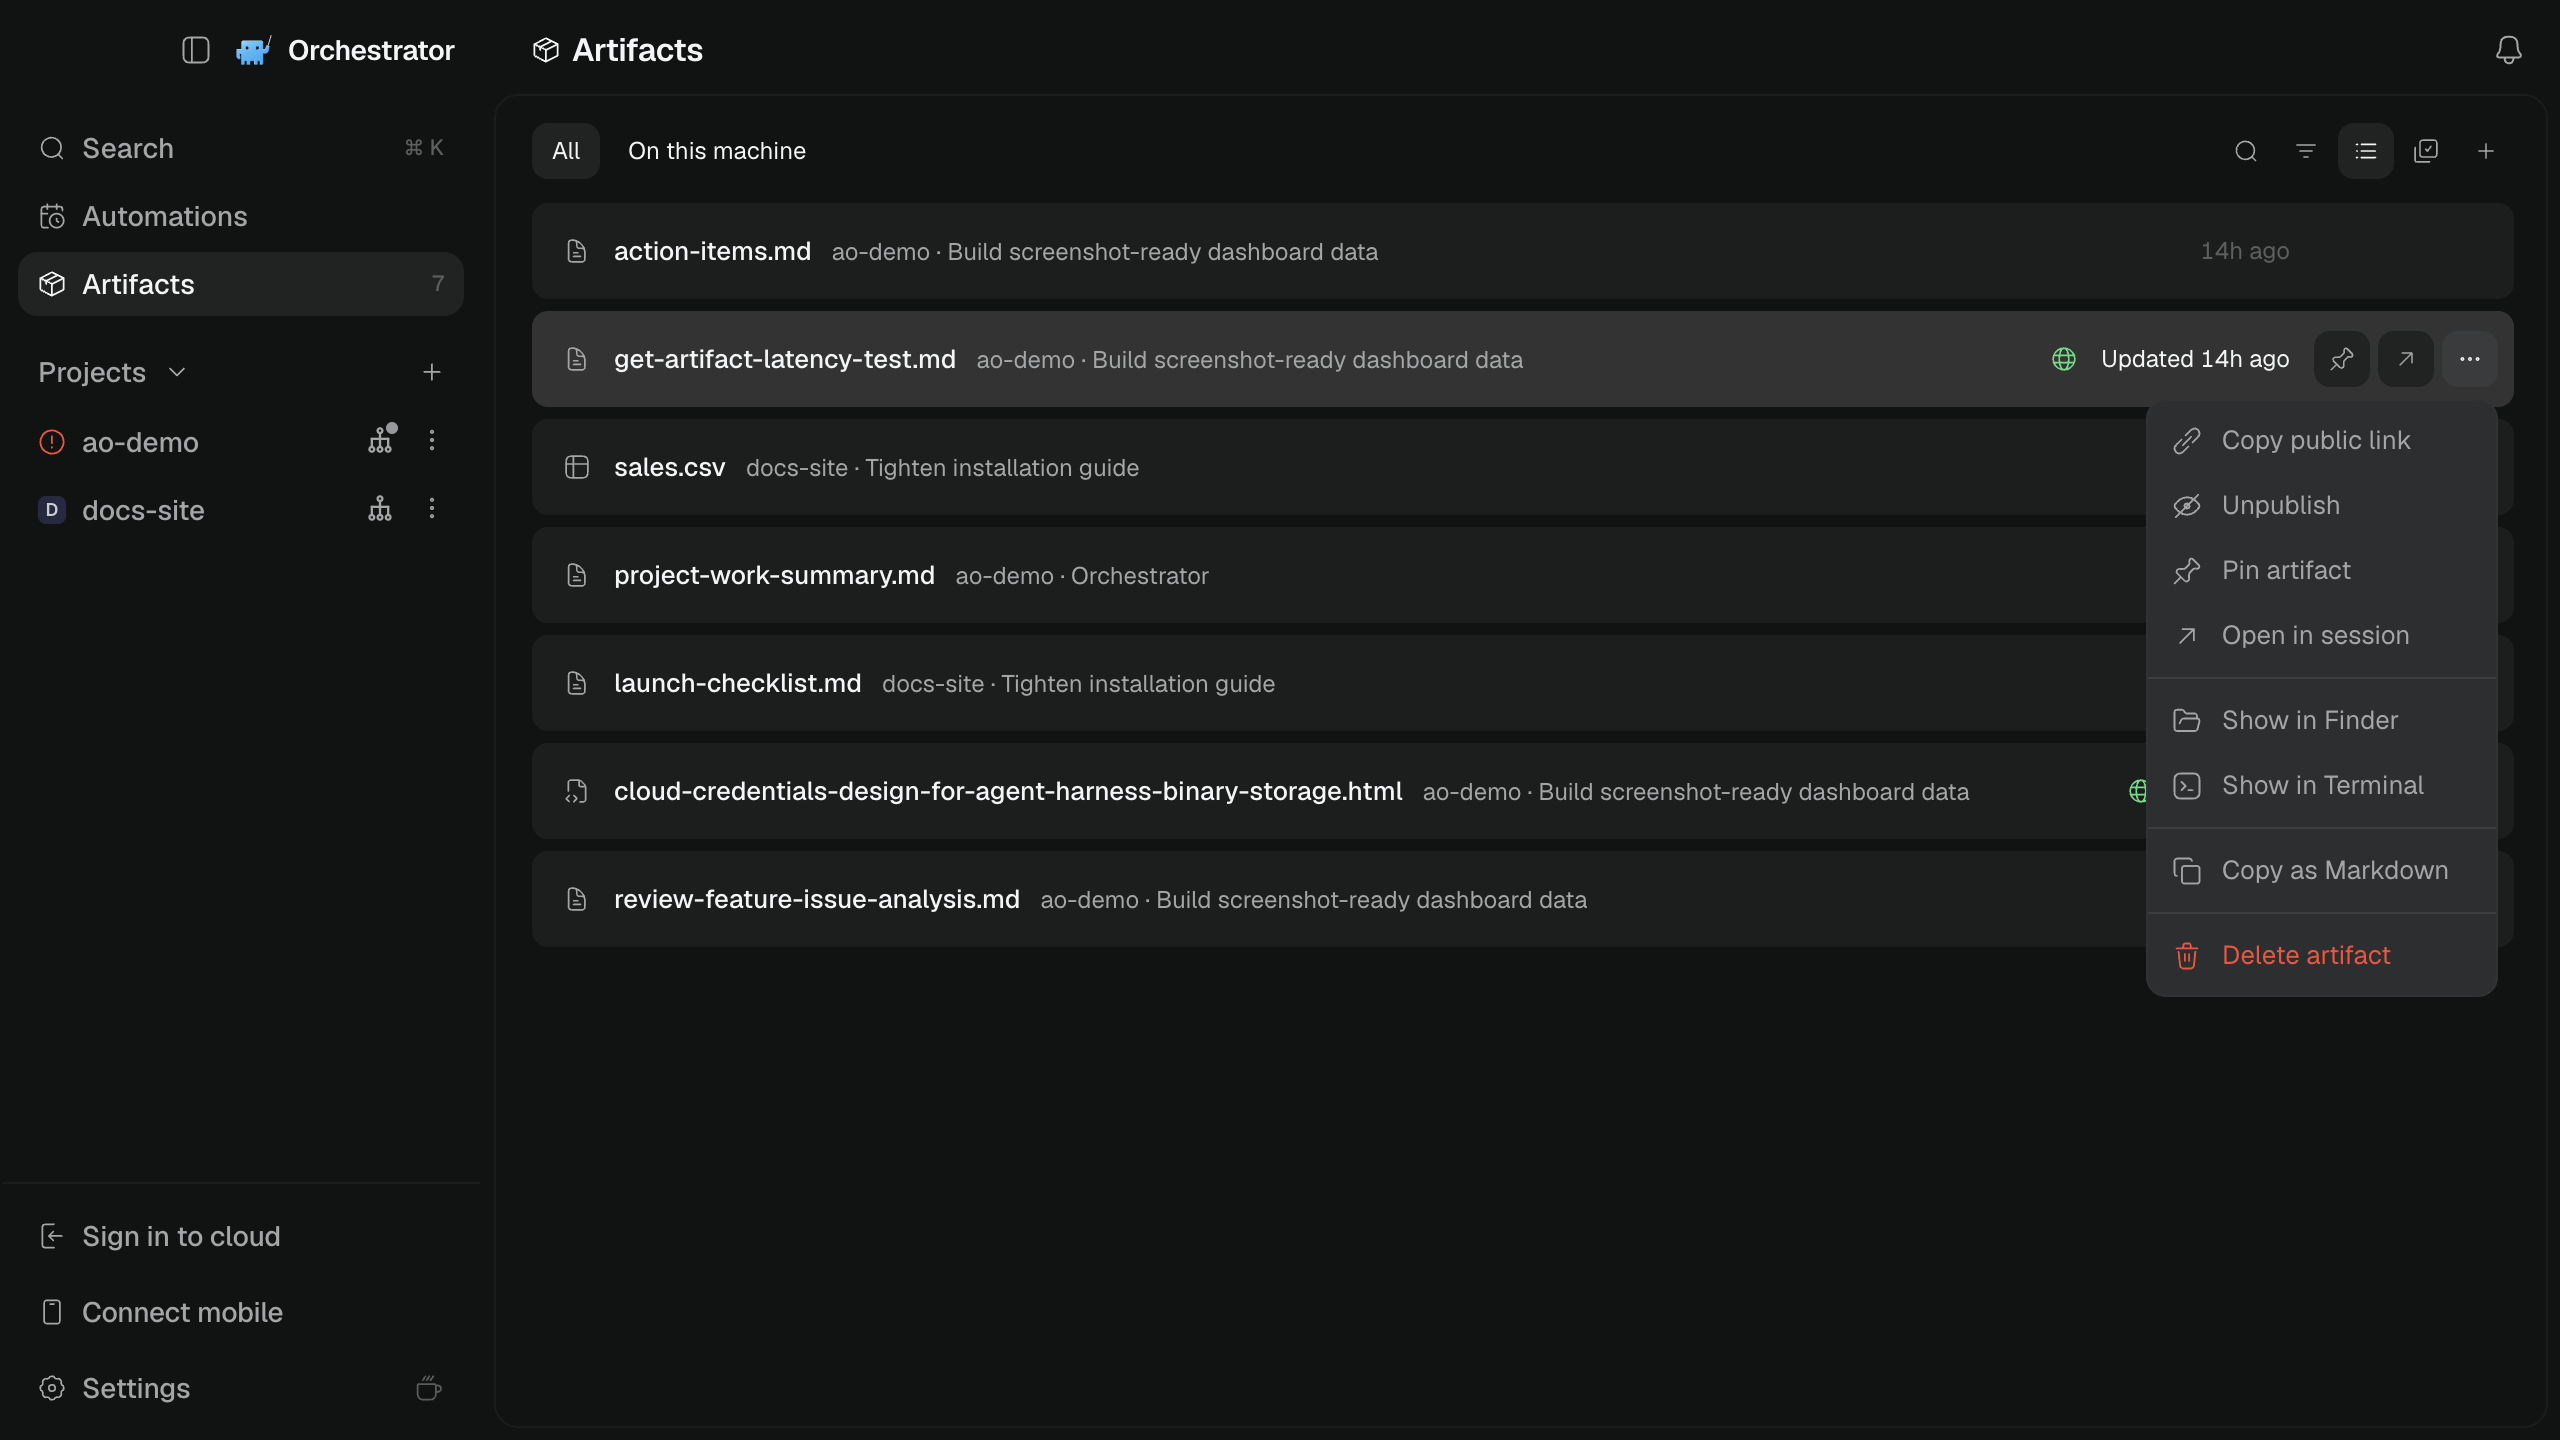 Orchestrator
Artifacts
Search ⌘ K
Automations
Artifacts 7
Projects
ao-demo
D docs-site
Sign in to cloud
Connect mobile
Settings
All On this machine
action-items.md ao-demo · Build screenshot-ready dashboard data 14h ago
get-artifact-latency-test.md ao-demo · Build screenshot-ready dashboard data Updated 14h ago
sales.csv docs-site · Tighten installation guide
project-work-summary.md ao-demo · Orchestrator
launch-checklist.md docs-site · Tighten installation guide
cloud-credentials-design-for-agent-harness-binary-storage.html ao-demo · Build screenshot-ready dashboard data
review-feature-issue-analysis.md ao-demo · Build screenshot-ready dashboard data
Copy public link
Unpublish
Pin artifact
Open in session
Show in Finder
Show in Terminal
Copy as Markdown
Delete artifact